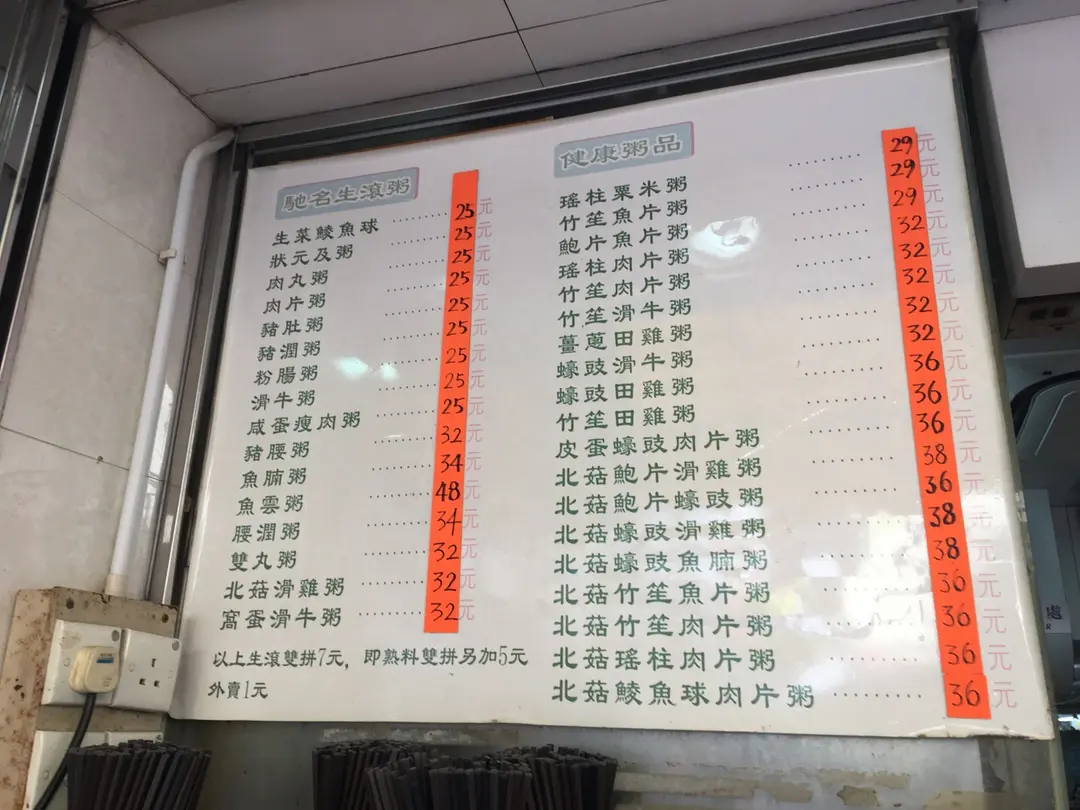 馳名生滾粥
生菜鯪魚球 ........ 25元
狀元及粥 ........ 25元
肉丸粥 ........ 25元
肉片粥 ........ 25元
豬肚粥 ........ 25元
豬潤粥 ........ 25元
粉腸粥 ........ 25元
滑牛粥 ........ 25元
咸蛋瘦肉粥 ........ 25元
豬腰粥 ........ 32元
魚腩粥 ........ 34元
魚雲粥 ........ 48元
腰潤粥 ........ 34元
雙丸粥 ........ 32元
北菇滑雞粥 ........ 32元
窩蛋滑牛粥 ........ 32元
以上生滾雙拼7元，即熟料雙拼另加5元
外賣1元
健康粥品
瑤柱粟米粥 ........ 29元
竹笙魚片粥 ........ 29元
鮑片魚片粥 ........ 29元
瑤柱肉片粥 ........ 32元
竹笙肉片粥 ........ 32元
竹笙滑牛粥 ........ 32元
薑蔥田雞粥 ........ 32元
蠔豉滑牛粥 ........ 32元
蠔豉田雞粥 ........ 36元
竹笙田雞粥 ........ 36元
皮蛋蠔豉肉片粥 ........ 36元
北菇鮑片滑雞粥 ........ 38元
北菇鮑片蠔豉粥 ........ 36元
北菇蠔豉滑雞粥 ........ 38元
北菇蠔豉魚腩粥 ........ 38元
北菇竹笙魚片粥 ........ 36元
北菇竹笙肉片粥 ........ 36元
北菇瑤柱肉片粥 ........ 36元
北菇鯪魚球肉片粥 ........ 36元
處